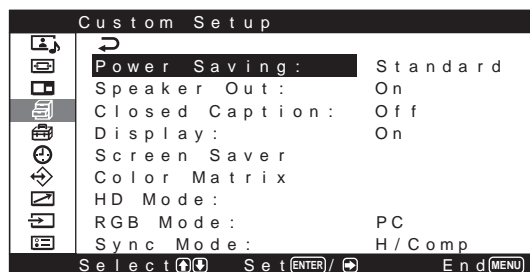 Custom Setup
Power Saving: Standard
Speaker Out: On
Closed Caption: Off
Display: On
Screen Saver
Color Matrix
HD Mode:
RGB Mode: PC
Sync Mode: H/Comp
Select Set ENTER / End MENU